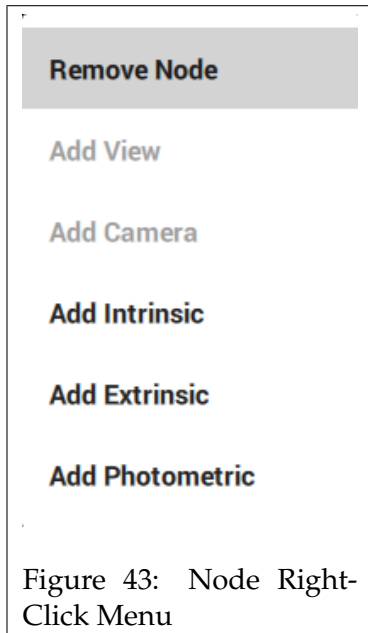 Remove Node
Add View
Add Camera
Add Intrinsic
Add Extrinsic
Add Photometric
Figure 43: Node Right-
Click Menu